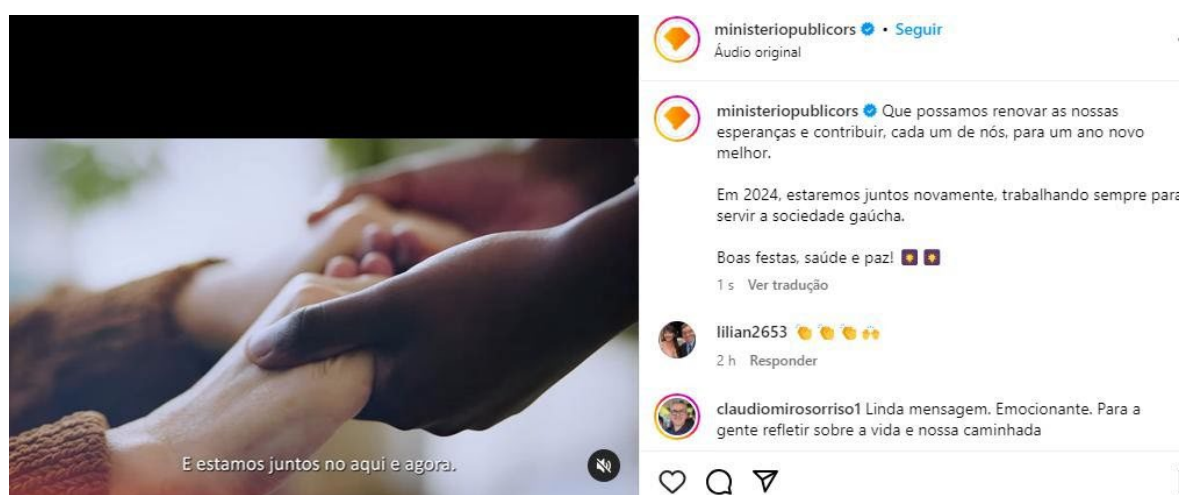 E estamos juntos no aqui e agora.
ministeriopublicors • Seguir
Áudio original
ministeriopublicors Que possamos renovar as nossas
esperanças e contribuir, cada um de nós, para um ano novo
melhor.
Em 2024, estaremos juntos novamente, trabalhando sempre para
servir a sociedade gaúcha.
Boas festas, saúde e paz! 🎇 🎇
1 s Ver tradução
lilian2653 👏 👏 👏 🙌
2 h Responder
claudiomirosorriso1 Linda mensagem. Emocionante. Para a
gente refletir sobre a vida e nossa caminhada